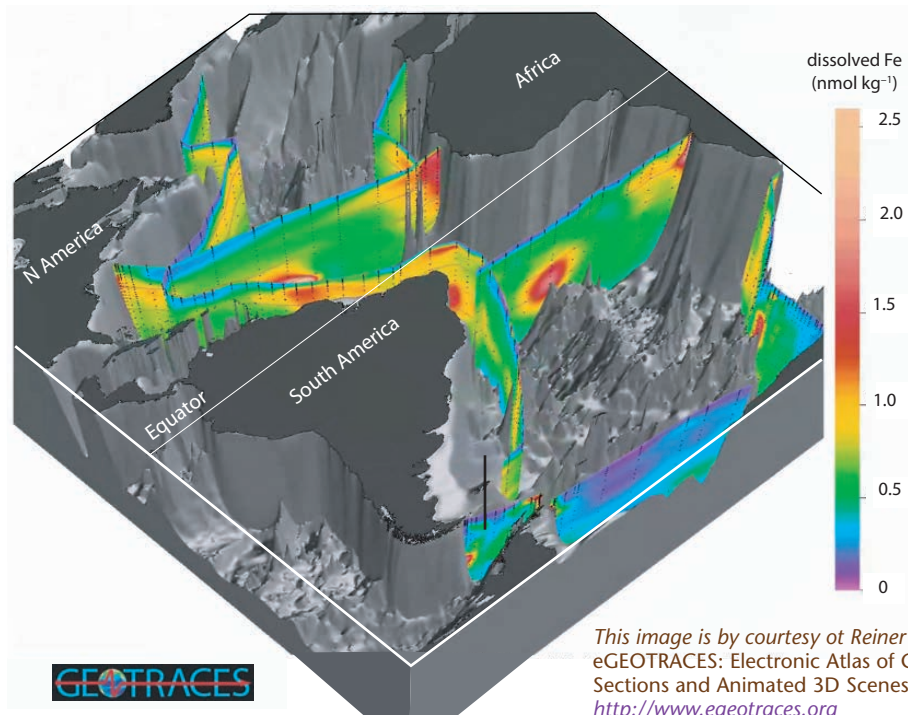 dissolved Fe
(nmol kg⁻¹)
2.5
2.0
1.5
1.0
0.5
0
Africa
N America
South America
Equator
GEOTRACES
This image is by courtesy ot Reiner
eGEOTRACES: Electronic Atlas of
Sections and Animated 3D Scenes
http://www.egeotraces.org